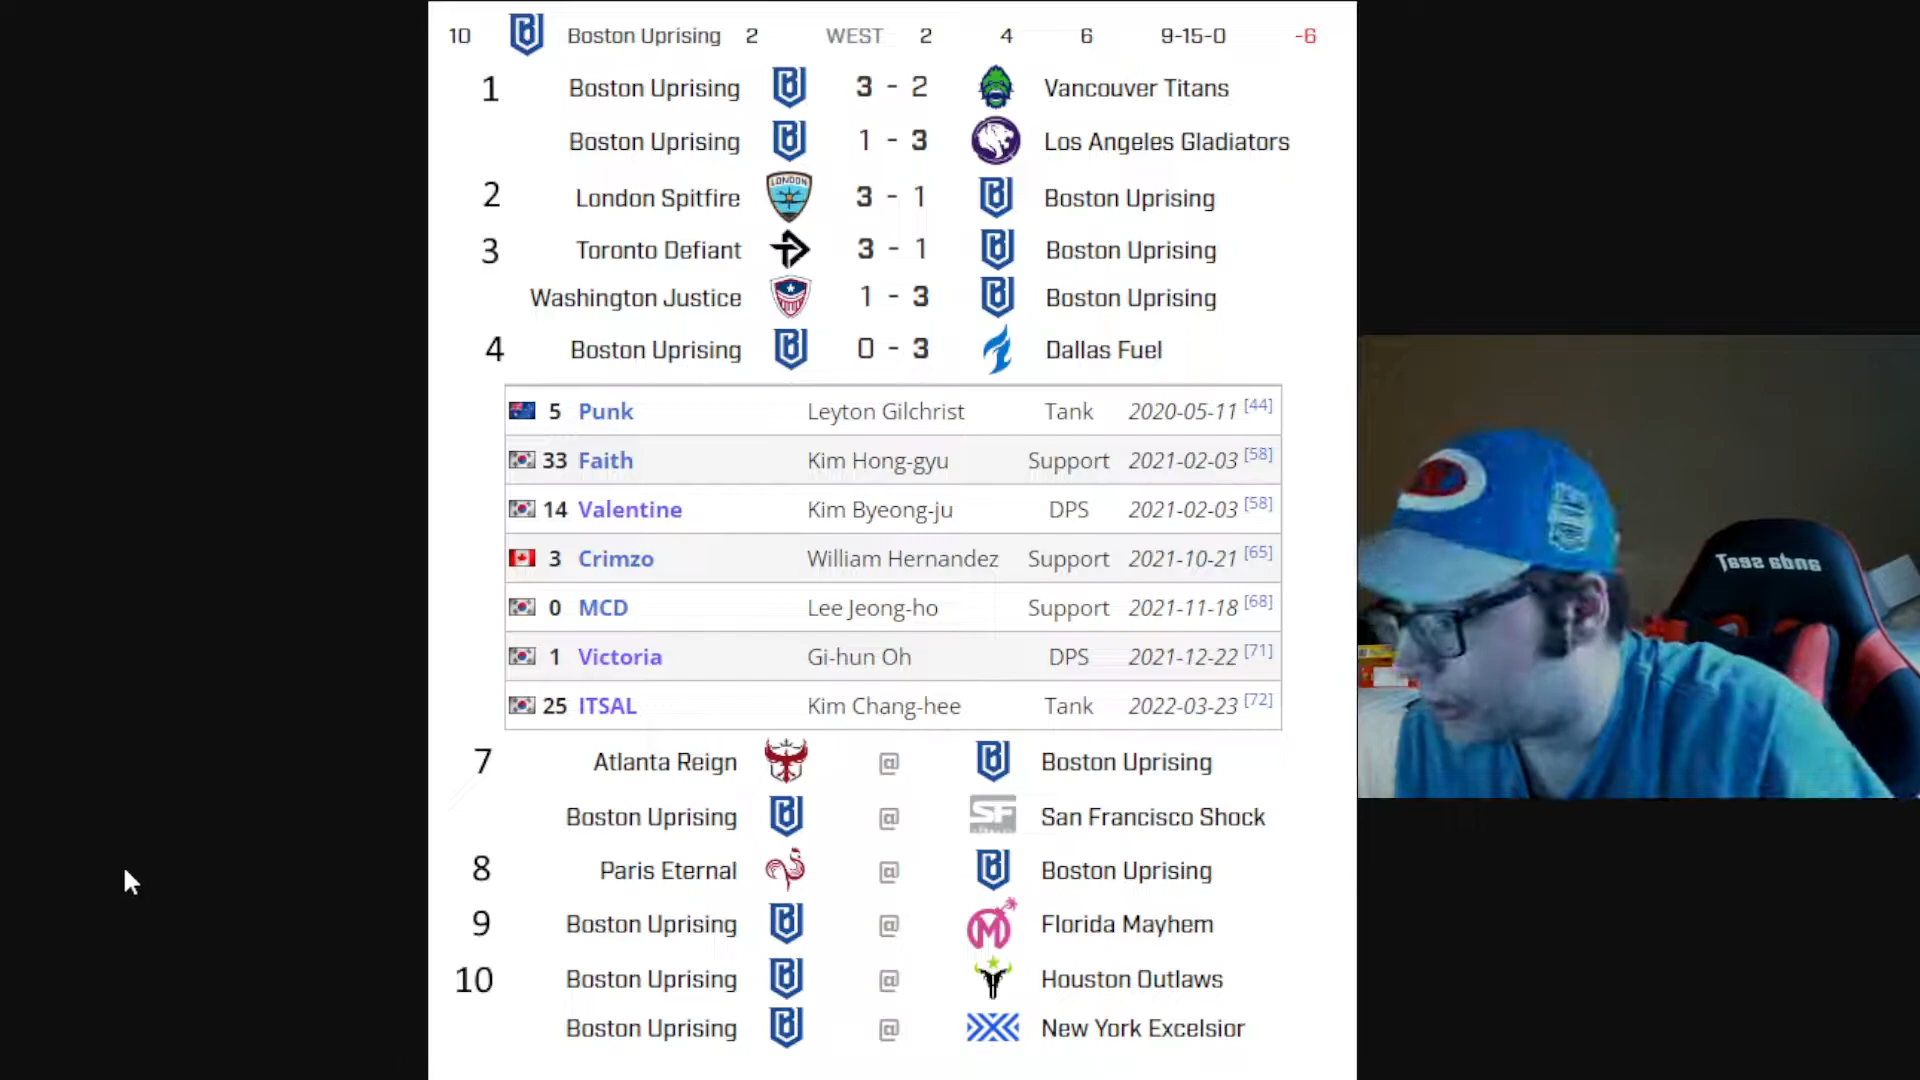 10 Boston Uprising 2 WEST 2 4 6 9-15-0 -6
1 Boston Uprising 3 - 2 Vancouver Titans
Boston Uprising 1 - 3 Los Angeles Gladiators
2 London Spitfire LONDON 3 - 1 Boston Uprising
3 Toronto Defiant 3 - 1 Boston Uprising
Washington Justice 1 - 3 Boston Uprising
4 Boston Uprising 0 - 3 Dallas Fuel
5 Punk Leyton Gilchrist Tank 2020-05-11 [44]
33 Faith Kim Hong-gyu Support 2021-02-03 [58]
14 Valentine Kim Byeong-ju DPS 2021-02-03 [58]
3 Crimzo William Hernandez Support 2021-10-21 [65]
0 MCD Lee Jeong-ho Support 2021-11-18 [68]
1 Victoria Gi-hun Oh DPS 2021-12-22 [71]
25 ITSAL Kim Chang-hee Tank 2022-03-23 [72]
7 Atlanta Reign @ Boston Uprising
Boston Uprising @ SF San Francisco Shock
8 Paris Eternal @ Boston Uprising
9 Boston Uprising @ M Florida Mayhem
10 Boston Uprising @ Houston Outlaws
Boston Uprising @ New York Excelsior